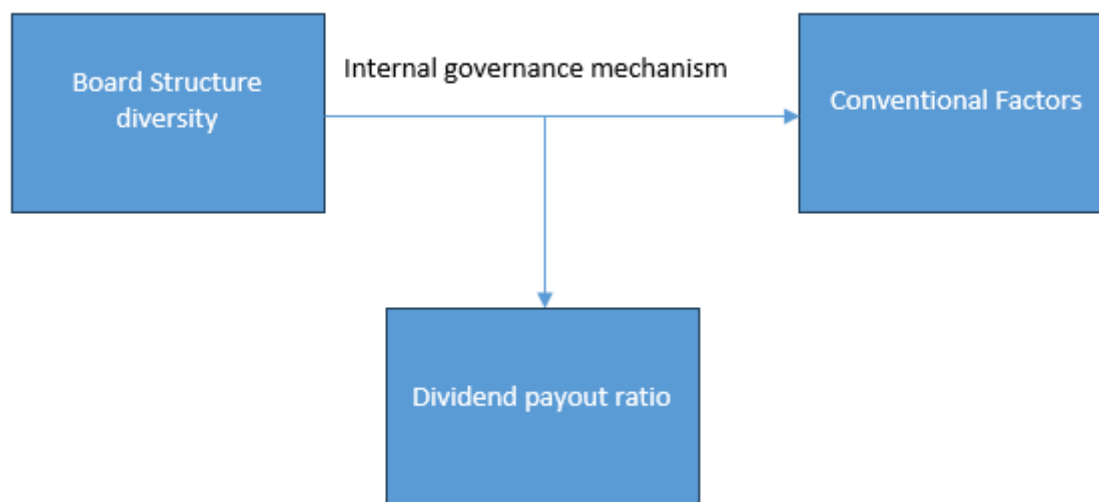 Board Structure
diversity
Internal governance mechanism
Conventional Factors
Dividend payout ratio